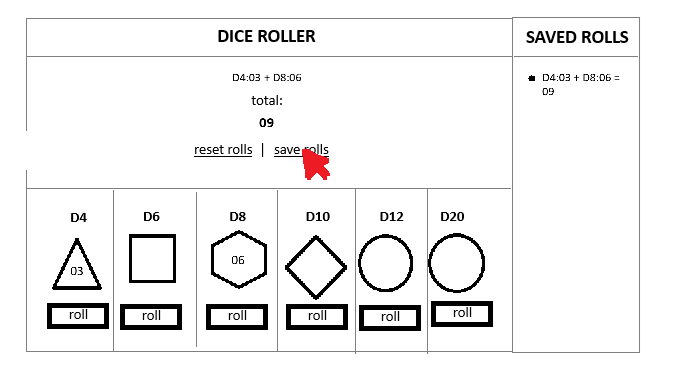 DICE ROLLER
SAVED ROLLS
D4:03 + D8:06
total:
09
reset rolls | save rolls
D4:03 + D8:06 =
09
D4 D6 D8 D10 D12 D20
03 06
roll roll roll roll roll roll